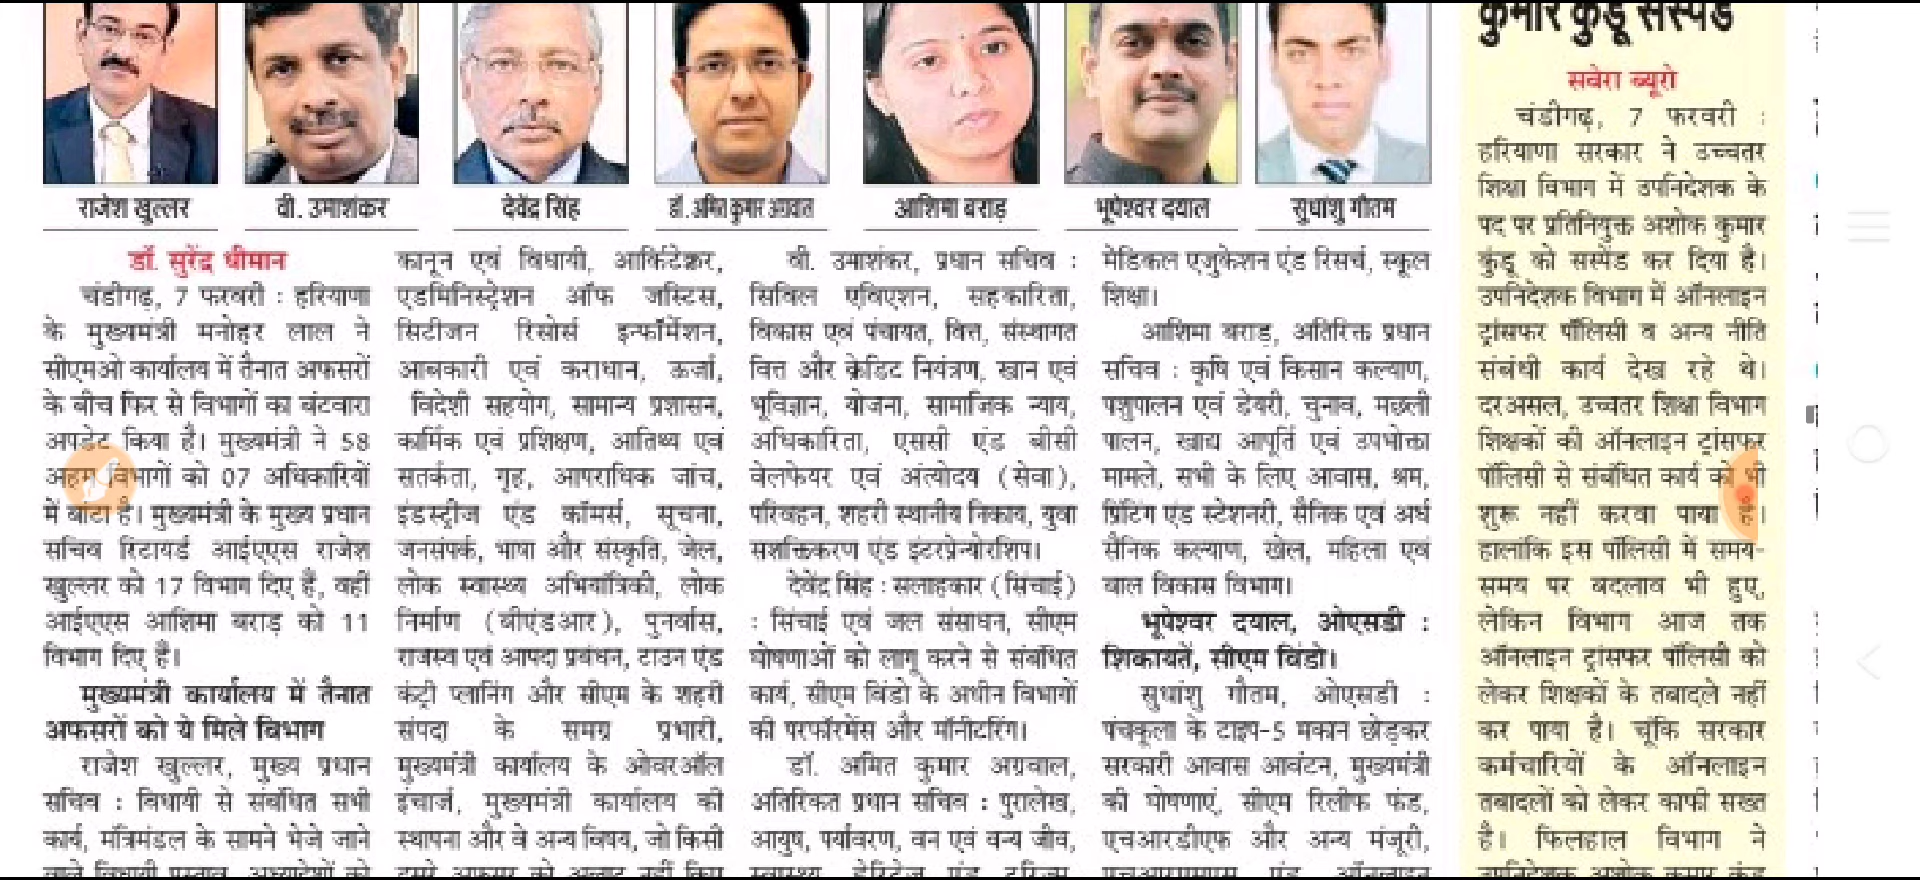 राजेश खुल्लर
वी. उमाशंकर
देवेंद्र सिंह
डॉ. अमित कुमार अग्रवाल
आशिमा बराड़
भूपेश्वर दयाल
सुधांशु गौतम
डॉ. सुरेंद्र धीमान
चंडीगढ़, 7 फरवरी : हरियाणा
के मुख्यमंत्री मनोहर लाल ने
सीएमओ कार्यालय में तैनात अफसरों
के बीच फिर से विभागों का बंटवारा
अपडेट किया है। मुख्यमंत्री ने 58
अहम विभागों को 07 अधिकारियों
में बांटा है। मुख्यमंत्री के मुख्य प्रधान
सचिव रिटायर्ड आईएएस राजेश
खुल्लर को 17 विभाग दिए हैं, वहीं
आईएएस आशिमा बराड़ को 11
विभाग दिए हैं।
मुख्यमंत्री कार्यालय में तैनात
अफसरों को ये मिले विभाग
राजेश खुल्लर, मुख्य प्रधान
सचिव : विधायी से संबंधित सभी
कार्य, मंत्रिमंडल के सामने भेजे जाने
वाले विधायी प्रस्ताव, अध्यादेशों को
कानून एवं विधायी, आर्किटेक्चर,
एडमिनिस्ट्रेशन ऑफ जस्टिस,
सिटीजन रिसोर्स इन्फॉर्मेशन,
आबकारी एवं कराधान, ऊर्जा,
विदेशी सहयोग, सामान्य प्रशासन,
कार्मिक एवं प्रशिक्षण, आतिथ्य एवं
सतर्कता, गृह, आपराधिक जांच,
इंडस्ट्रीज एंड कॉमर्स, सूचना,
जनसंपर्क, भाषा और संस्कृति, जेल,
लोक स्वास्थ्य अभियांत्रिकी, लोक
निर्माण (बीएंडआर), पुनर्वास,
राजस्व एवं आपदा प्रबंधन, टाउन एंड
कंट्री प्लानिंग और सीएम के शहरी
संपदा के समग्र प्रभारी,
मुख्यमंत्री कार्यालय के ओवरऑल
इंचार्ज, मुख्यमंत्री कार्यालय की
स्थापना और वे अन्य विषय, जो किसी
दूसरे अफसर को अलाट नहीं किए
वी. उमाशंकर, प्रधान सचिव :
सिविल एविएशन, सहकारिता,
विकास एवं पंचायत, वित्त, संस्थागत
वित्त और क्रेडिट नियंत्रण, खान एवं
भूविज्ञान, योजना, सामाजिक न्याय,
अधिकारिता, एससी एंड बीसी
वेलफेयर एवं अंत्योदय (सेवा),
परिवहन, शहरी स्थानीय निकाय, युवा
सशक्तिकरण एंड इंटरप्रेन्योरशिप।
देवेंद्र सिंह : सलाहकार (सिंचाई)
: सिंचाई एवं जल संसाधन, सीएम
घोषणाओं को लागू करने से संबंधित
कार्य, सीएम विंडो के अधीन विभागों
की परफॉरमेंस और मॉनीटरिंग।
डॉ. अमित कुमार अग्रवाल,
अतिरिकत प्रधान सचिव : पुरालेख,
आयुष, पर्यावरण, वन एवं वन्य जीव,
स्वास्थ्य, हेरिटेज एंड टूरिज्म,
मेडिकल एजुकेशन एंड रिसर्च, स्कूल
शिक्षा।
आशिमा बराड़, अतिरिक्त प्रधान
सचिव : कृषि एवं किसान कल्याण,
पशुपालन एवं डेयरी, चुनाव, मछली
पालन, खाद्य आपूर्ति एवं उपभोक्ता
मामले, सभी के लिए आवास, श्रम,
प्रिंटिंग एंड स्टेशनरी, सैनिक एवं अर्ध
सैनिक कल्याण, खेल, महिला एवं
बाल विकास विभाग।
भूपेश्वर दयाल, ओएसडी :
शिकायतें, सीएम विंडो।
सुधांशु गौतम, ओएसडी :
पंचकूला के टाइप-5 मकान छोड़कर
सरकारी आवास आवंटन, मुख्यमंत्री
की घोषणाएं, सीएम रिलीफ फंड,
एचआरडीएफ और अन्य मंजूरी,
एचआरएमएस एंड ऑनलाइन
कुमार कुंडू सस्पेंड
सवेरा ब्यूरो
चंडीगढ़, 7 फरवरी :
हरियाणा सरकार ने उच्चतर
शिक्षा विभाग में उपनिदेशक के
पद पर प्रतिनियुक्त अशोक कुमार
कुंडू को सस्पेंड कर दिया है।
उपनिदेशक विभाग में ऑनलाइन
ट्रांसफर पॉलिसी व अन्य नीति
संबंधी कार्य देख रहे थे।
दरअसल, उच्चतर शिक्षा विभाग
शिक्षकों की ऑनलाइन ट्रांसफर
पॉलिसी से संबंधित कार्य को भी
शुरू नहीं करवा पाया है।
हालांकि इस पॉलिसी में समय-
समय पर बदलाव भी हुए,
लेकिन विभाग आज तक
ऑनलाइन ट्रांसफर पॉलिसी को
लेकर शिक्षकों के तबादले नहीं
कर पाया है। चूंकि सरकार
कर्मचारियों के ऑनलाइन
तबादलों को लेकर काफी सख्त
है। फिलहाल विभाग ने
उपनिदेशक अशोक कुमार कुंडू